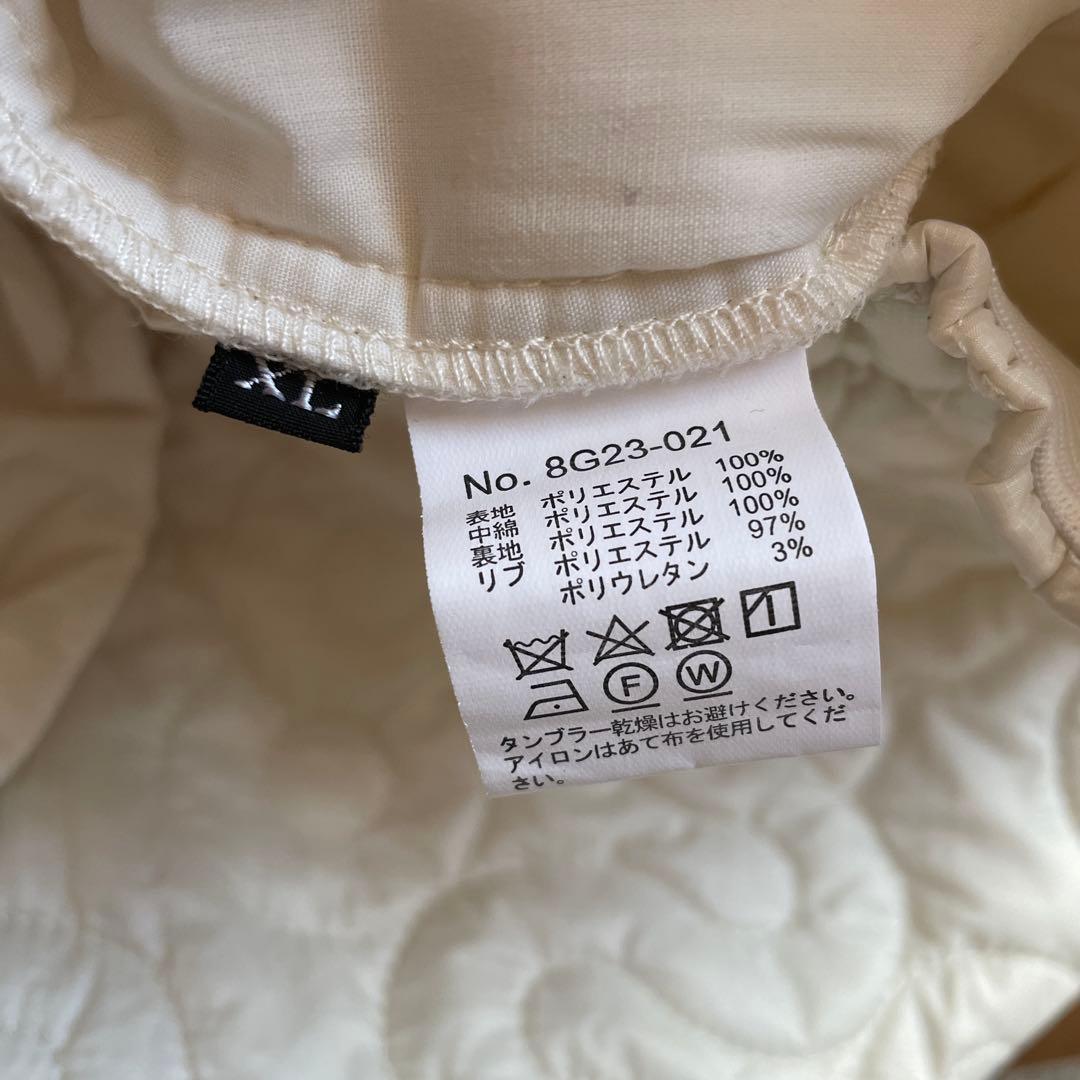 XL
No. 8G23-021
表地 ポリエステル 100%
中綿 ポリエステル 100%
裏地 ポリエステル 100%
リブ ポリエステル 97%
ポリウレタン 3%
F W
タンブラー乾燥はお避けください。
アイロンはあて布を使用してくだ
さい。